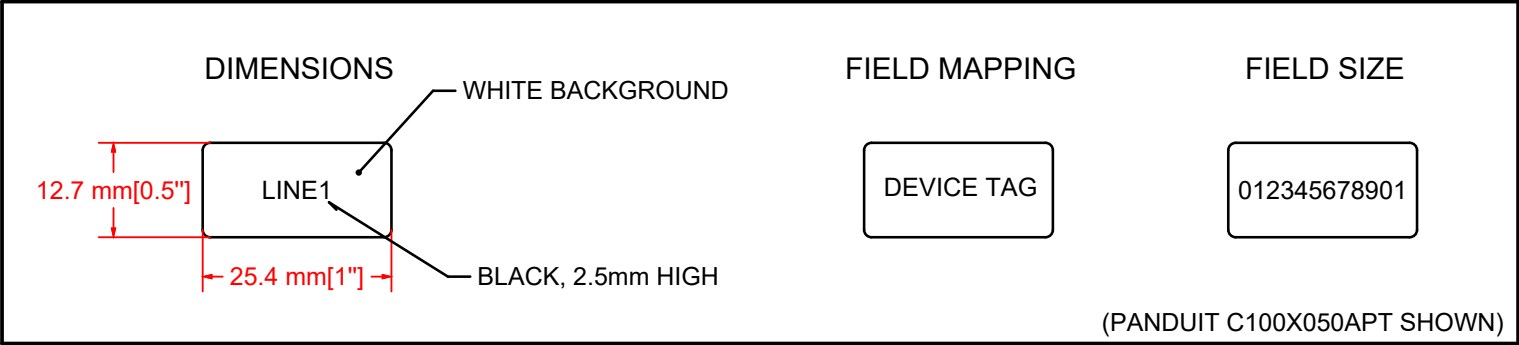 DIMENSIONS
FIELD MAPPING
FIELD SIZE
WHITE BACKGROUND
12.7 mm[0.5"]
LINE1
DEVICE TAG
012345678901
25.4 mm[1"]
BLACK, 2.5mm HIGH
(PANDUIT C100X050APT SHOWN)